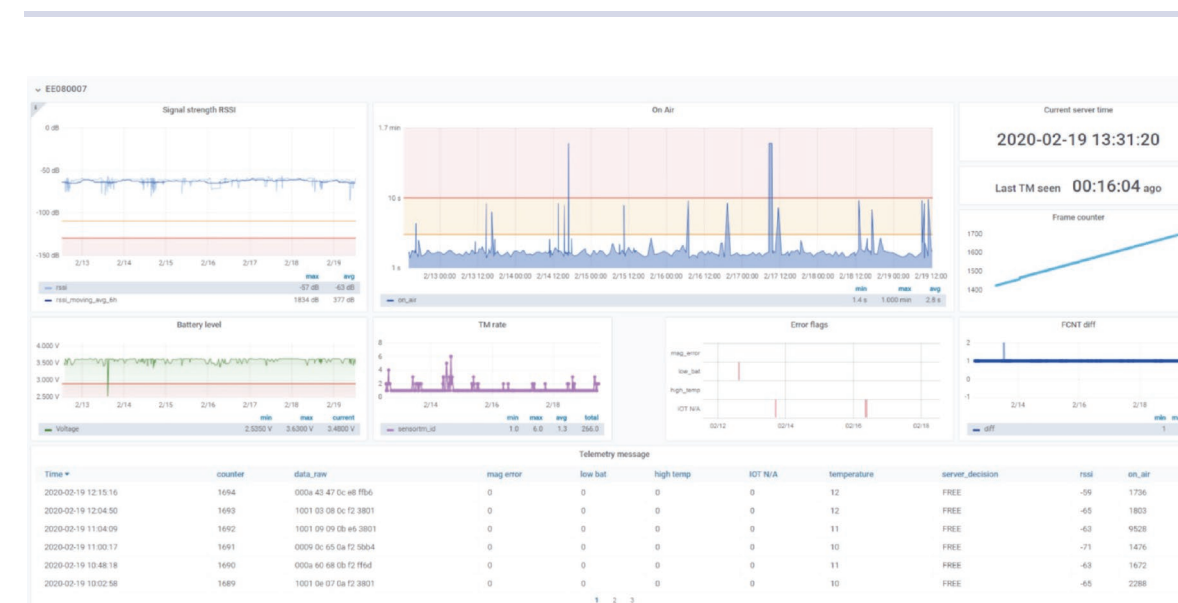 EE080007
Signal strength RSSI
0 dB
-50 dB
-100 dB
-150 dB
2/13 2/14 2/15 2/16 2/17 2/18 2/19
max avg
rssi -57 dB -63 dB
rssi_moving_avg_6h 1834 dB 377 dB
On Air
1.7 min
10 s
1 s
2/13 00:00 2/13 12:00 2/14 00:00 2/14 12:00 2/15 00:00 2/15 12:00 2/16 00:00 2/16 12:00 2/17 00:00 2/17 12:00 2/18 00:00 2/18 12:00 2/19 00:00 2/19 12:00
min max avg
on_air 1.4 s 1.000 min 2.8 s
Current server time
2020-02-19 13:31:20
Last TM seen 00:16:04 ago
Frame counter
1700
1600
1500
1400
Battery level
4.000 V
3.500 V
3.000 V
2.500 V
2/13 2/14 2/15 2/16 2/17 2/18 2/19
min max current
Voltage 2.5350 V 3.6300 V 3.4800 V
TM rate
8
6
4
2
0
2/14 2/16 2/18
min max avg total
sensortm_id 1.0 6.0 1.3 266.0
Error flags
mag_error
low_bat
high_temp
IOT N/A
02/12 02/14 02/16 02/18
FCNT diff
2
1
0
-1
2/14 2/16 2/18
min
diff 1
Telemetry message
Time counter data_raw mag error low bat high temp IOT N/A temperature server_decision rssi on_air
2020-02-19 12:15:16 1694 000a 43 47 0c e8 ffb6 0 0 0 0 12 FREE -59 1736
2020-02-19 12:04:50 1693 1001 03 08 0c f2 3801 0 0 0 0 12 FREE -65 1803
2020-02-19 11:04:09 1692 1001 09 09 0b e6 3801 0 0 0 0 11 FREE -63 9528
2020-02-19 11:00:17 1691 0009 0c 65 0a f2 5bb4 0 0 0 0 10 FREE -71 1476
2020-02-19 10:48:18 1690 000a 60 68 0b f2 ff6d 0 0 0 0 11 FREE -63 1672
2020-02-19 10:02:58 1689 1001 0e 07 0a f2 3801 0 0 0 0 10 FREE -65 2288
1 2 3